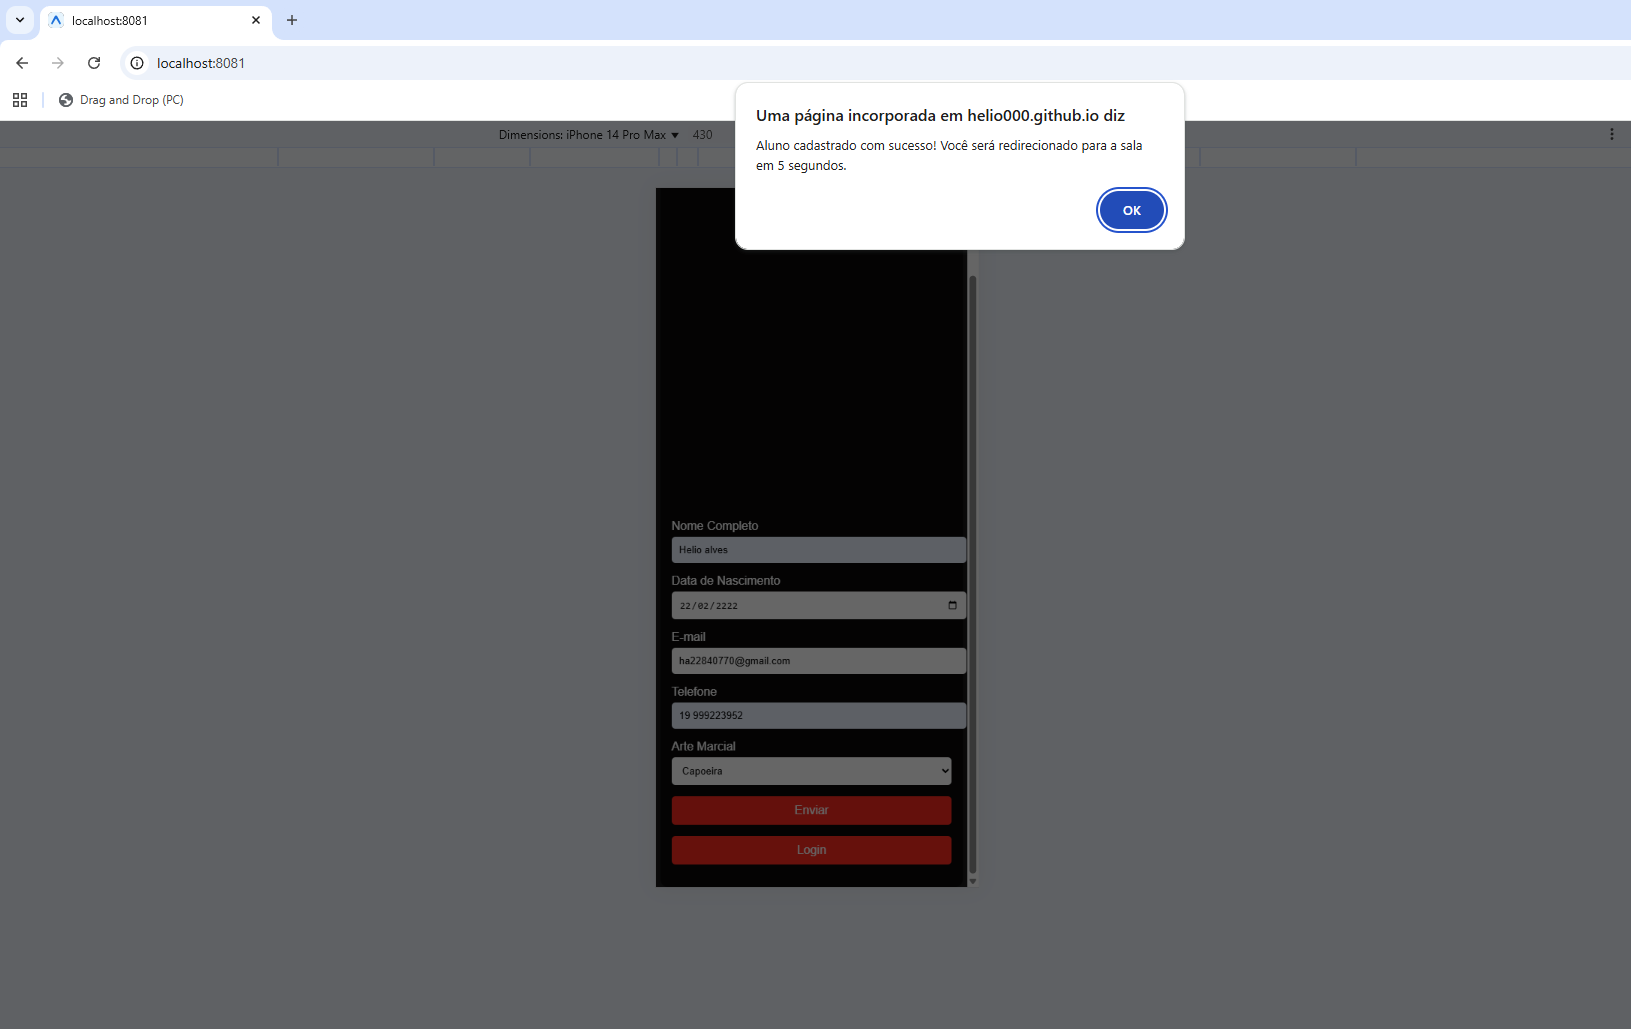 localhost:8081
localhost:8081
Drag and Drop (PC)
Uma página incorporada em helio000.github.io diz
Aluno cadastrado com sucesso! Você será redirecionado para a sala
em 5 segundos.
OK
Dimensions: iPhone 14 Pro Max 430
Nome Completo
Helio alves
Data de Nascimento
22/02/2222
E-mail
ha22840770@gmail.com
Telefone
19 999223952
Arte Marcial
Capoeira
Enviar
Login